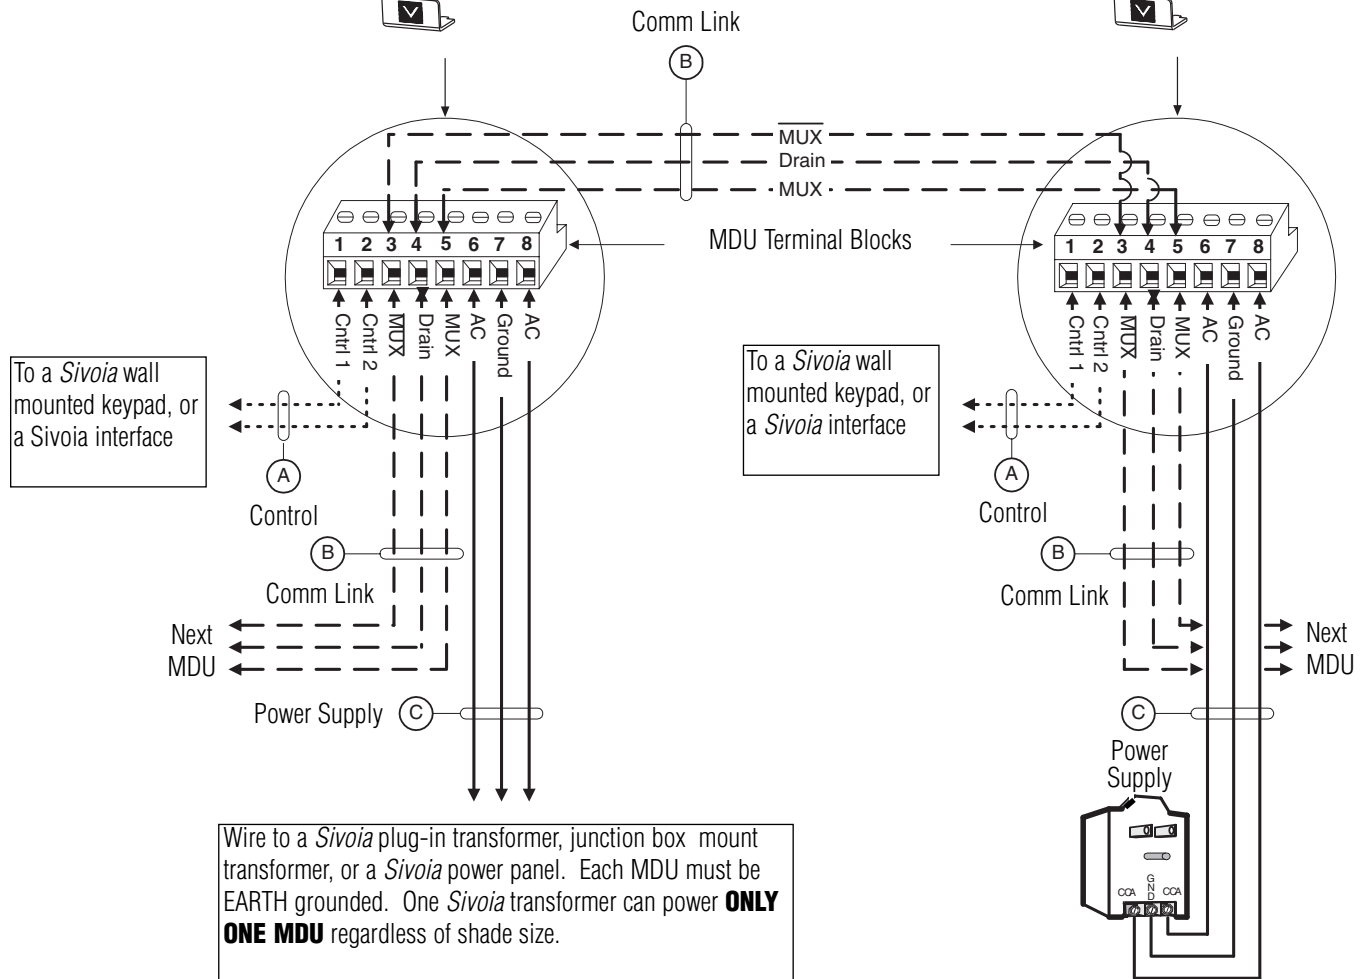 Comm Link
B
MUX
Drain
MUX
MDU Terminal Blocks
1 2 3 4 5 6 7 8
1 2 3 4 5 6 7 8
Cntrl 1
Cntrl 2
MUX
Drain
MUX
AC
Ground
AC
Cntrl 1
Cntrl 2
MUX
Drain
MUX
AC
Ground
AC
To a Sivoia wall
mounted keypad, or
a Sivoia interface
To a Sivoia wall
mounted keypad, or
a Sivoia interface
A
Control
A
Control
B
Comm Link
B
Comm Link
Next
MDU
Next
MDU
Power Supply
C
C
Power
Supply
Wire to a Sivoia plug-in transformer, junction box mount
transformer, or a Sivoia power panel. Each MDU must be
EARTH grounded. One Sivoia transformer can power ONLY
ONE MDU regardless of shade size.
CCA
GND
CCA